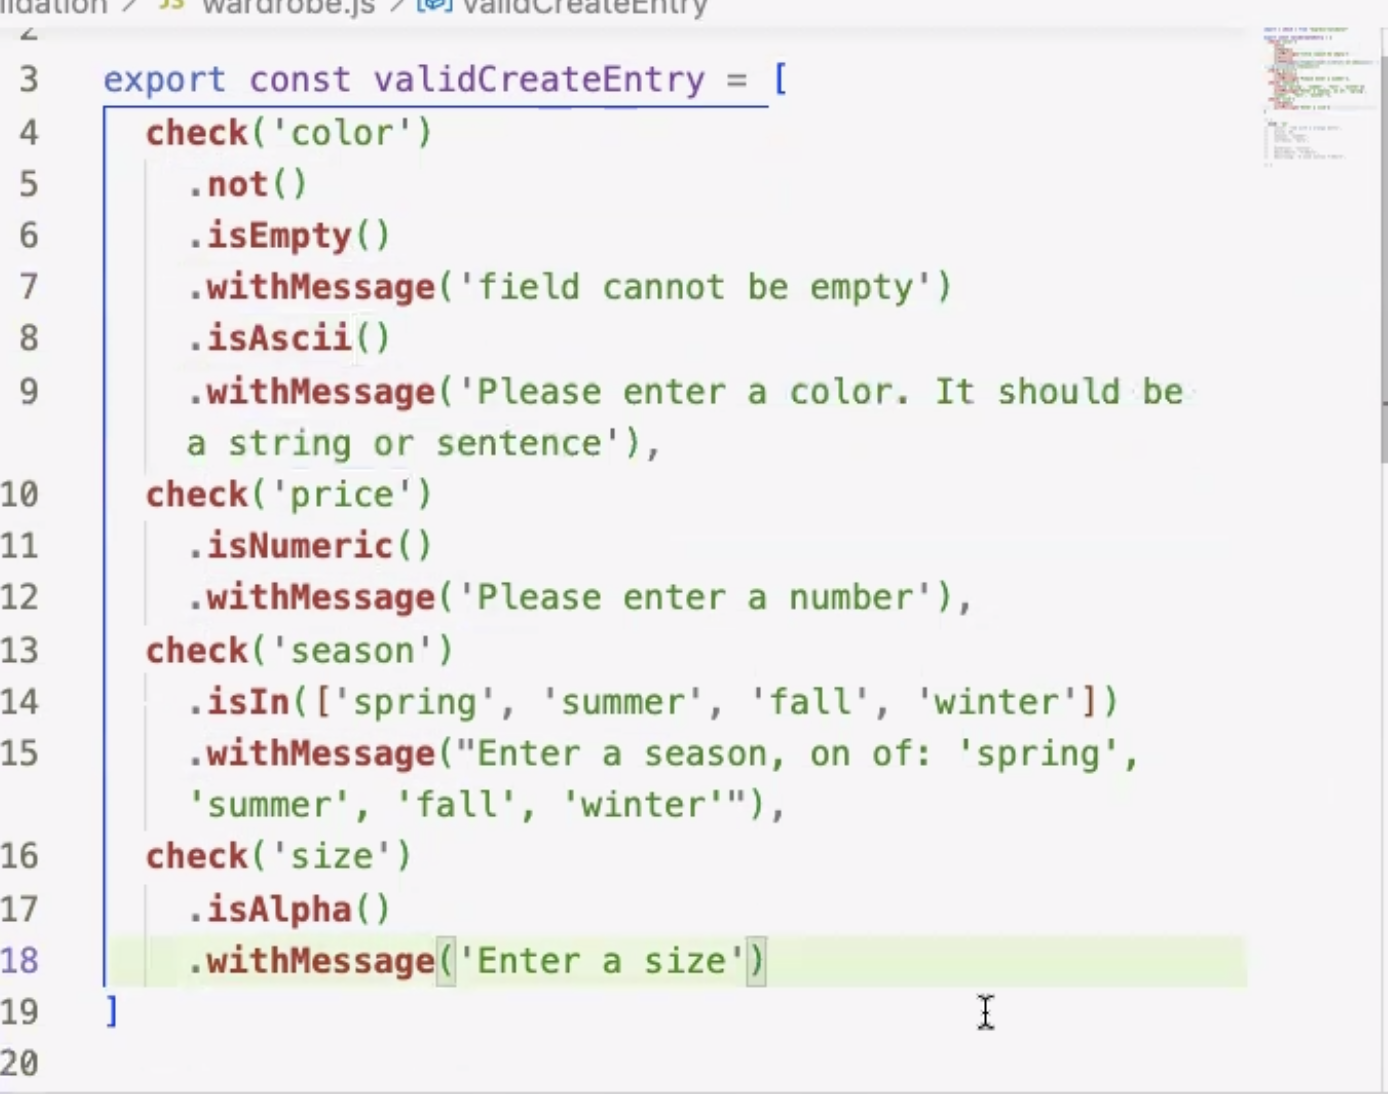 lidation > JS wardrobe.js > validCreateEntry
2
3 export const validCreateEntry = [
4 check('color')
5 .not()
6 .isEmpty()
7 .withMessage('field cannot be empty')
8 .isAscii()
9 .withMessage('Please enter a color. It should be
a string or sentence'),
10 check('price')
11 .isNumeric()
12 .withMessage('Please enter a number'),
13 check('season')
14 .isIn(['spring', 'summer', 'fall', 'winter'])
15 .withMessage("Enter a season, on of: 'spring',
'summer', 'fall', 'winter'"),
16 check('size')
17 .isAlpha()
18 .withMessage('Enter a size')
19 ]
20